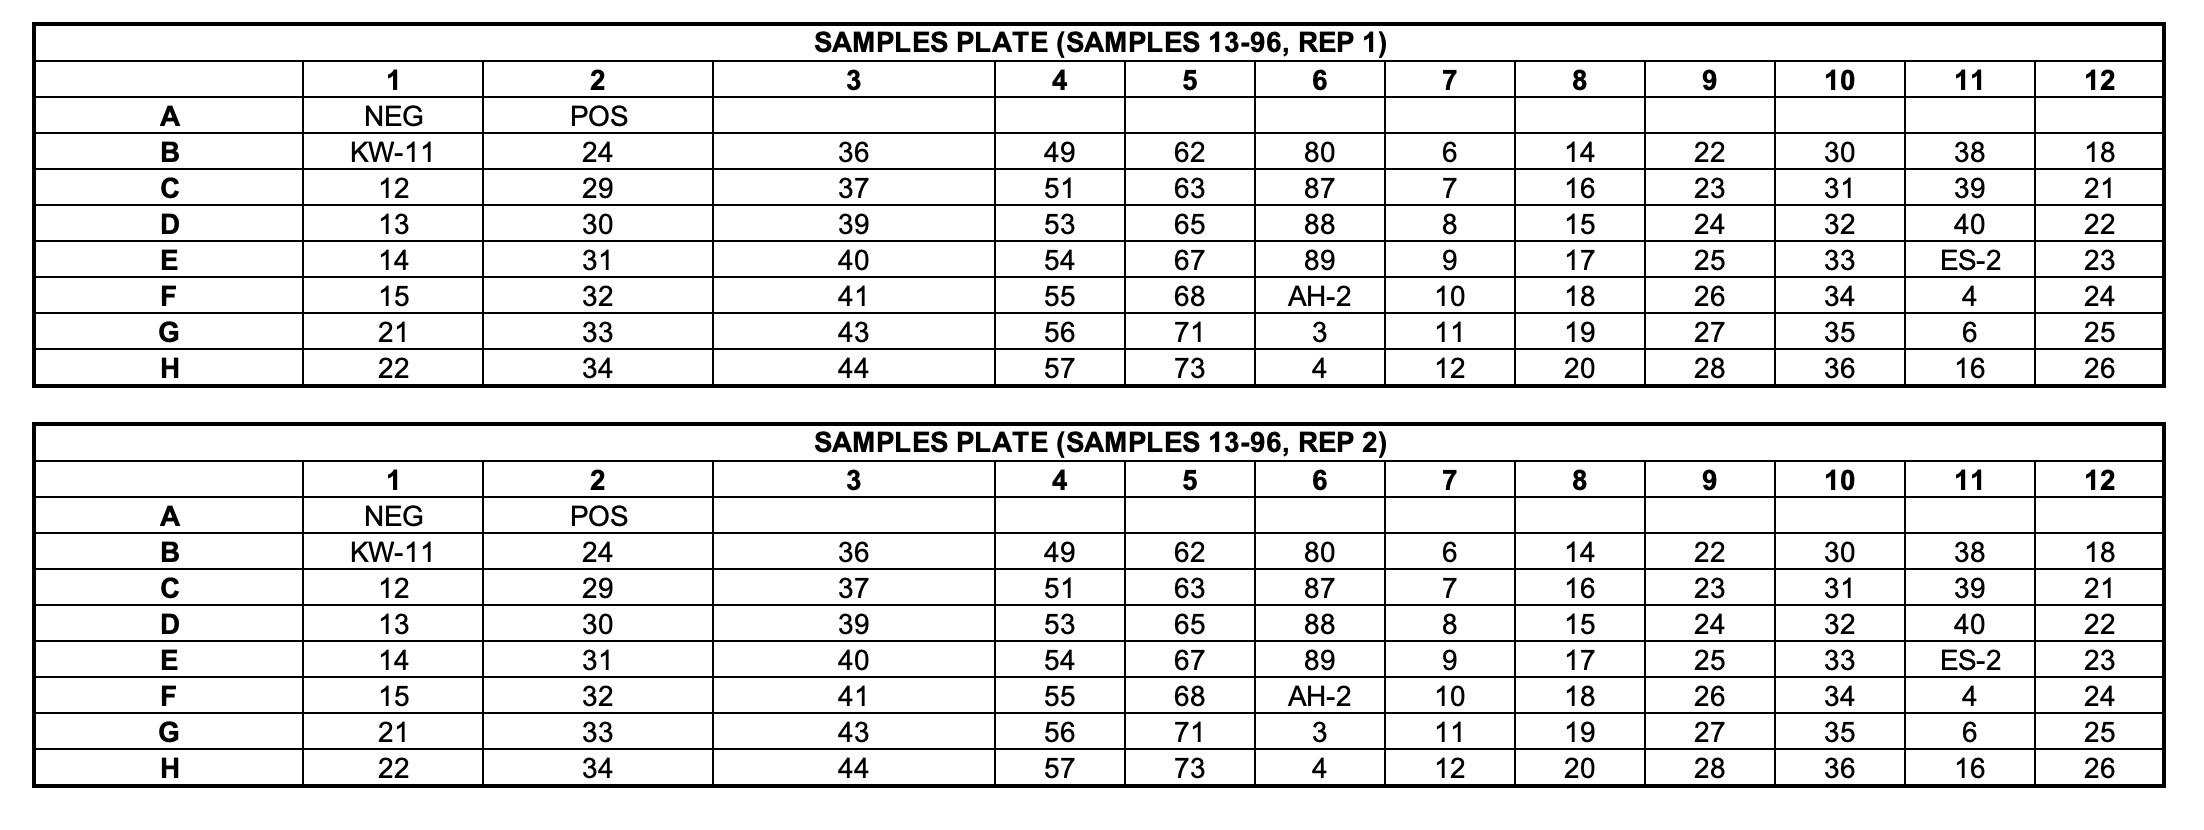 SAMPLES PLATE (SAMPLES 13-96, REP 1)
1 2 3 4 5 6 7 8 9 10 11 12
A NEG POS
B KW-11 24 36 49 62 80 6 14 22 30 38 18
C 12 29 37 51 63 87 7 16 23 31 39 21
D 13 30 39 53 65 88 8 15 24 32 40 22
E 14 31 40 54 67 89 9 17 25 33 ES-2 23
F 15 32 41 55 68 AH-2 10 18 26 34 4 24
G 21 33 43 56 71 3 11 19 27 35 6 25
H 22 34 44 57 73 4 12 20 28 36 16 26
SAMPLES PLATE (SAMPLES 13-96, REP 2)
1 2 3 4 5 6 7 8 9 10 11 12
A NEG POS
B KW-11 24 36 49 62 80 6 14 22 30 38 18
C 12 29 37 51 63 87 7 16 23 31 39 21
D 13 30 39 53 65 88 8 15 24 32 40 22
E 14 31 40 54 67 89 9 17 25 33 ES-2 23
F 15 32 41 55 68 AH-2 10 18 26 34 4 24
G 21 33 43 56 71 3 11 19 27 35 6 25
H 22 34 44 57 73 4 12 20 28 36 16 26